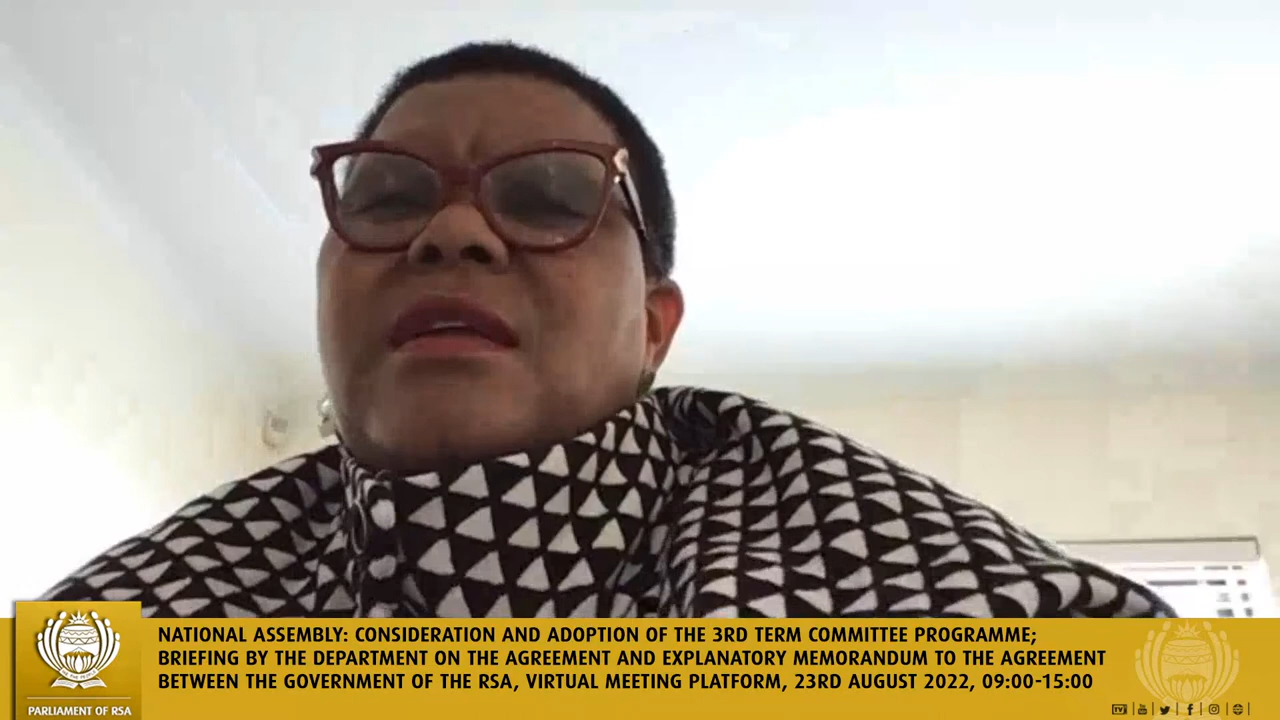 NATIONAL ASSEMBLY: CONSIDERATION AND ADOPTION OF THE 3RD TERM COMMITTEE PROGRAMME;
BRIEFING BY THE DEPARTMENT ON THE AGREEMENT AND EXPLANATORY MEMORANDUM TO THE AGREEMENT
BETWEEN THE GOVERNMENT OF THE RSA, VIRTUAL MEETING PLATFORM, 23RD AUGUST 2022, 09:00-15:00
PARLIAMENT OF RSA